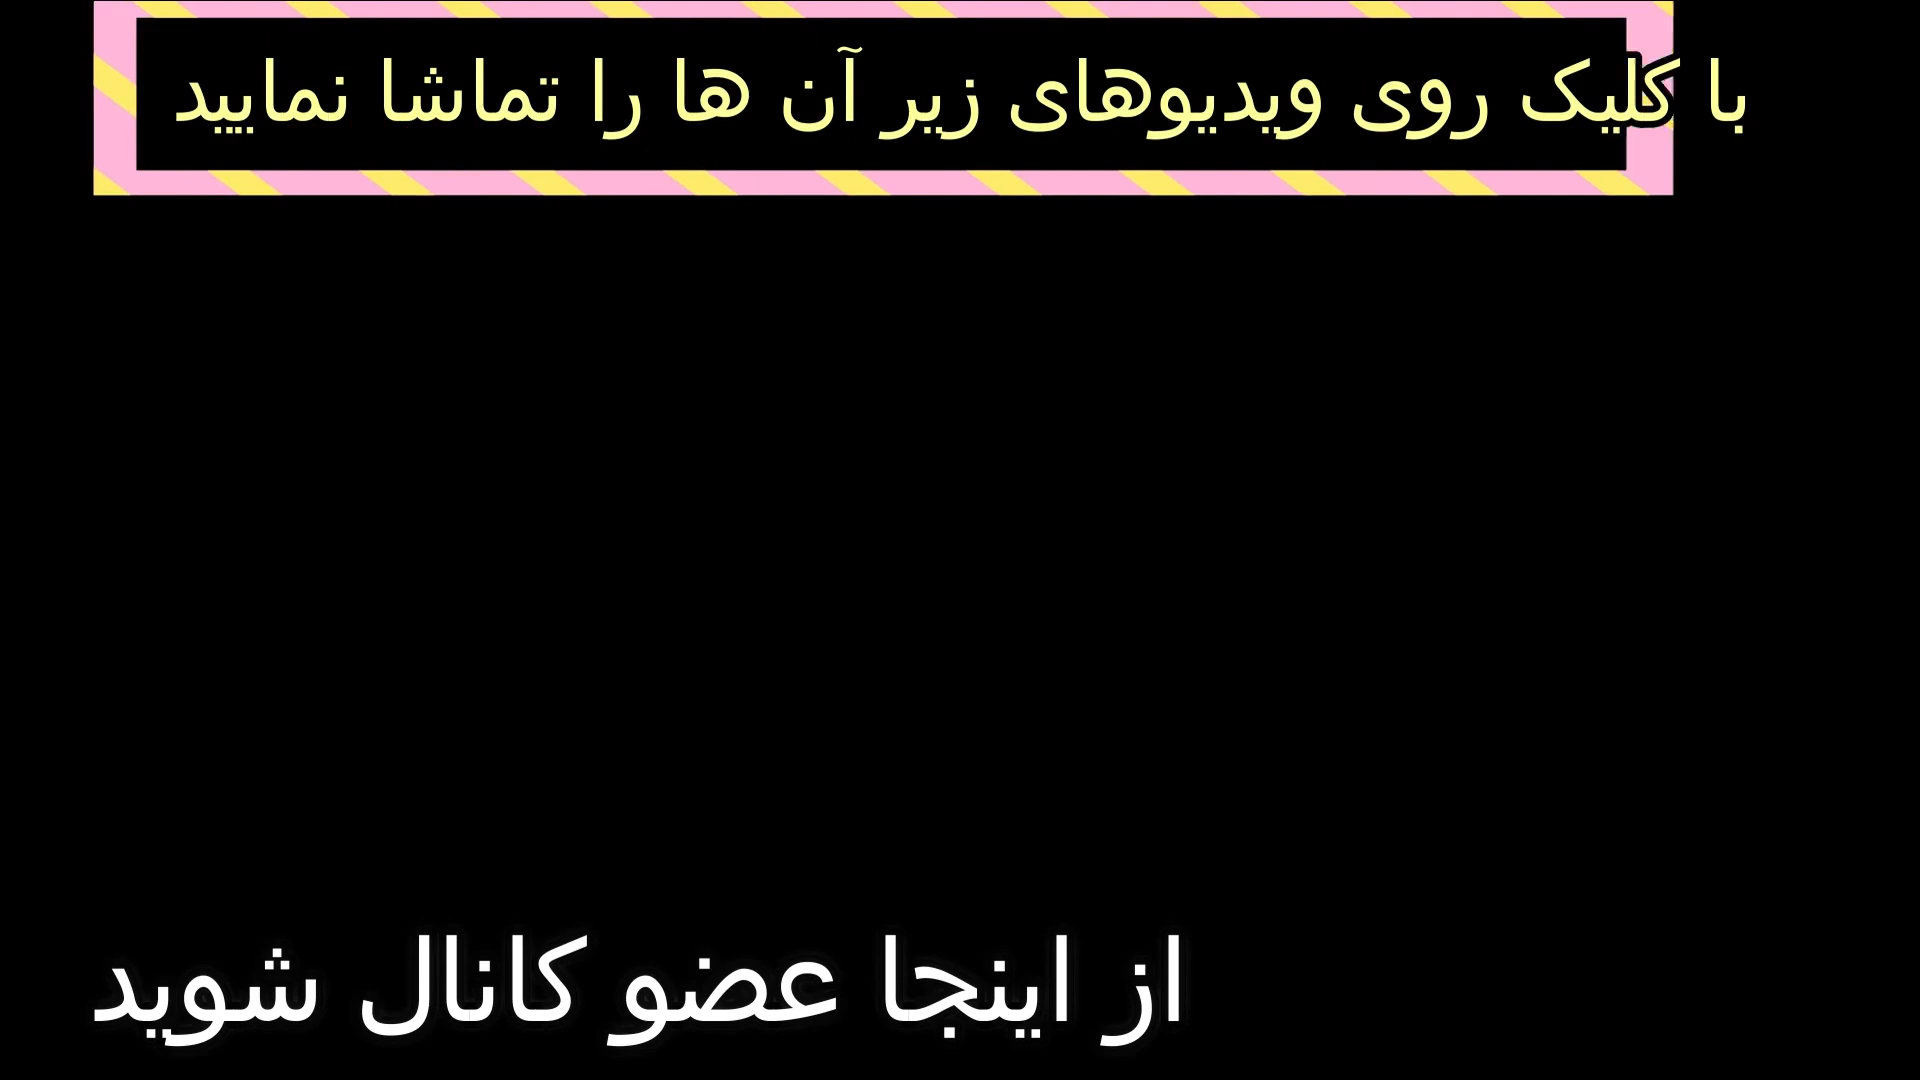 با کلیک روی ویدیوهای زیر آن ها را تماشا نمایید
از اینجا عضو کانال شوید